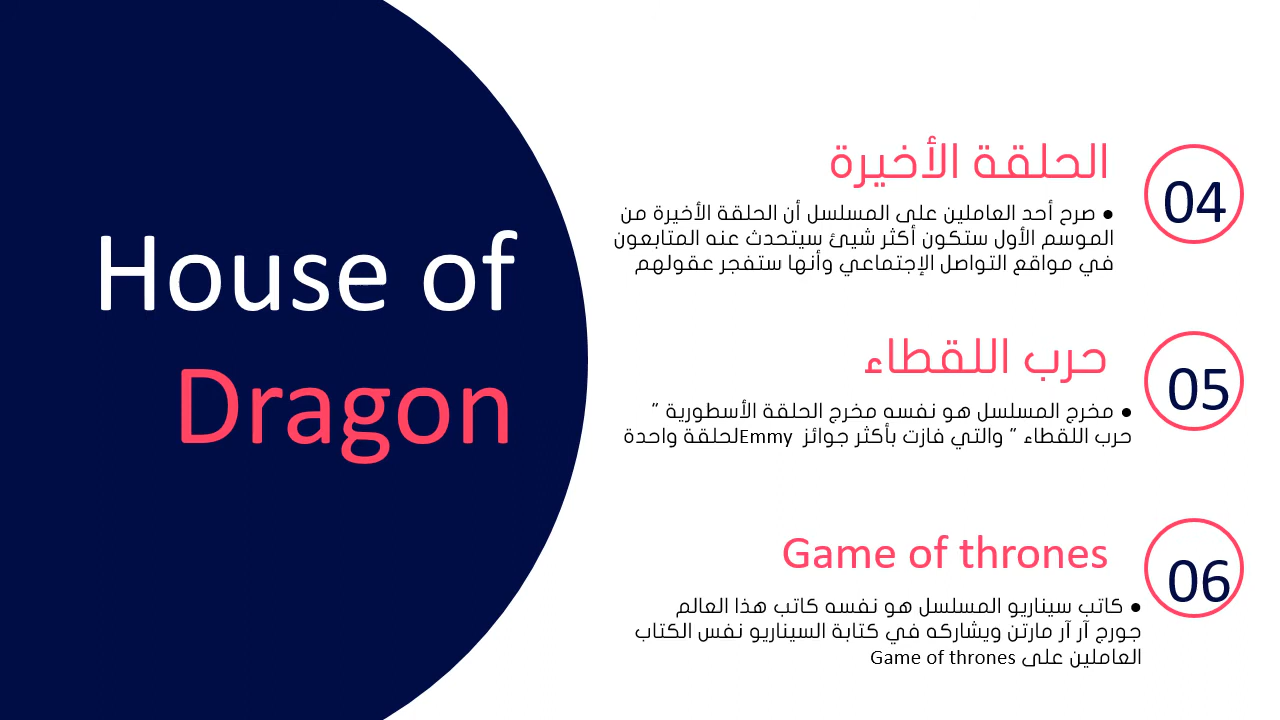 House of
Dragon
04
الحلقة الأخيرة
● صرح أحد العاملين على المسلسل أن الحلقة الأخيرة من
الموسم الأول ستكون أكثر شيئ سيتحدث عنه المتابعون
في مواقع التواصل الإجتماعي وأنها ستفجر عقولهم
05
حرب اللقطاء
● مخرج المسلسل هو نفسه مخرج الحلقة الأسطورية "
حرب اللقطاء " والتي فازت بأكثر جوائز Emmy لحلقة واحدة
06
Game of thrones
● كاتب سيناريو المسلسل هو نفسه كاتب هذا العالم
جورج آر آر مارتن ويشاركه في كتابة السيناريو نفس الكتاب
العاملين على Game of thrones